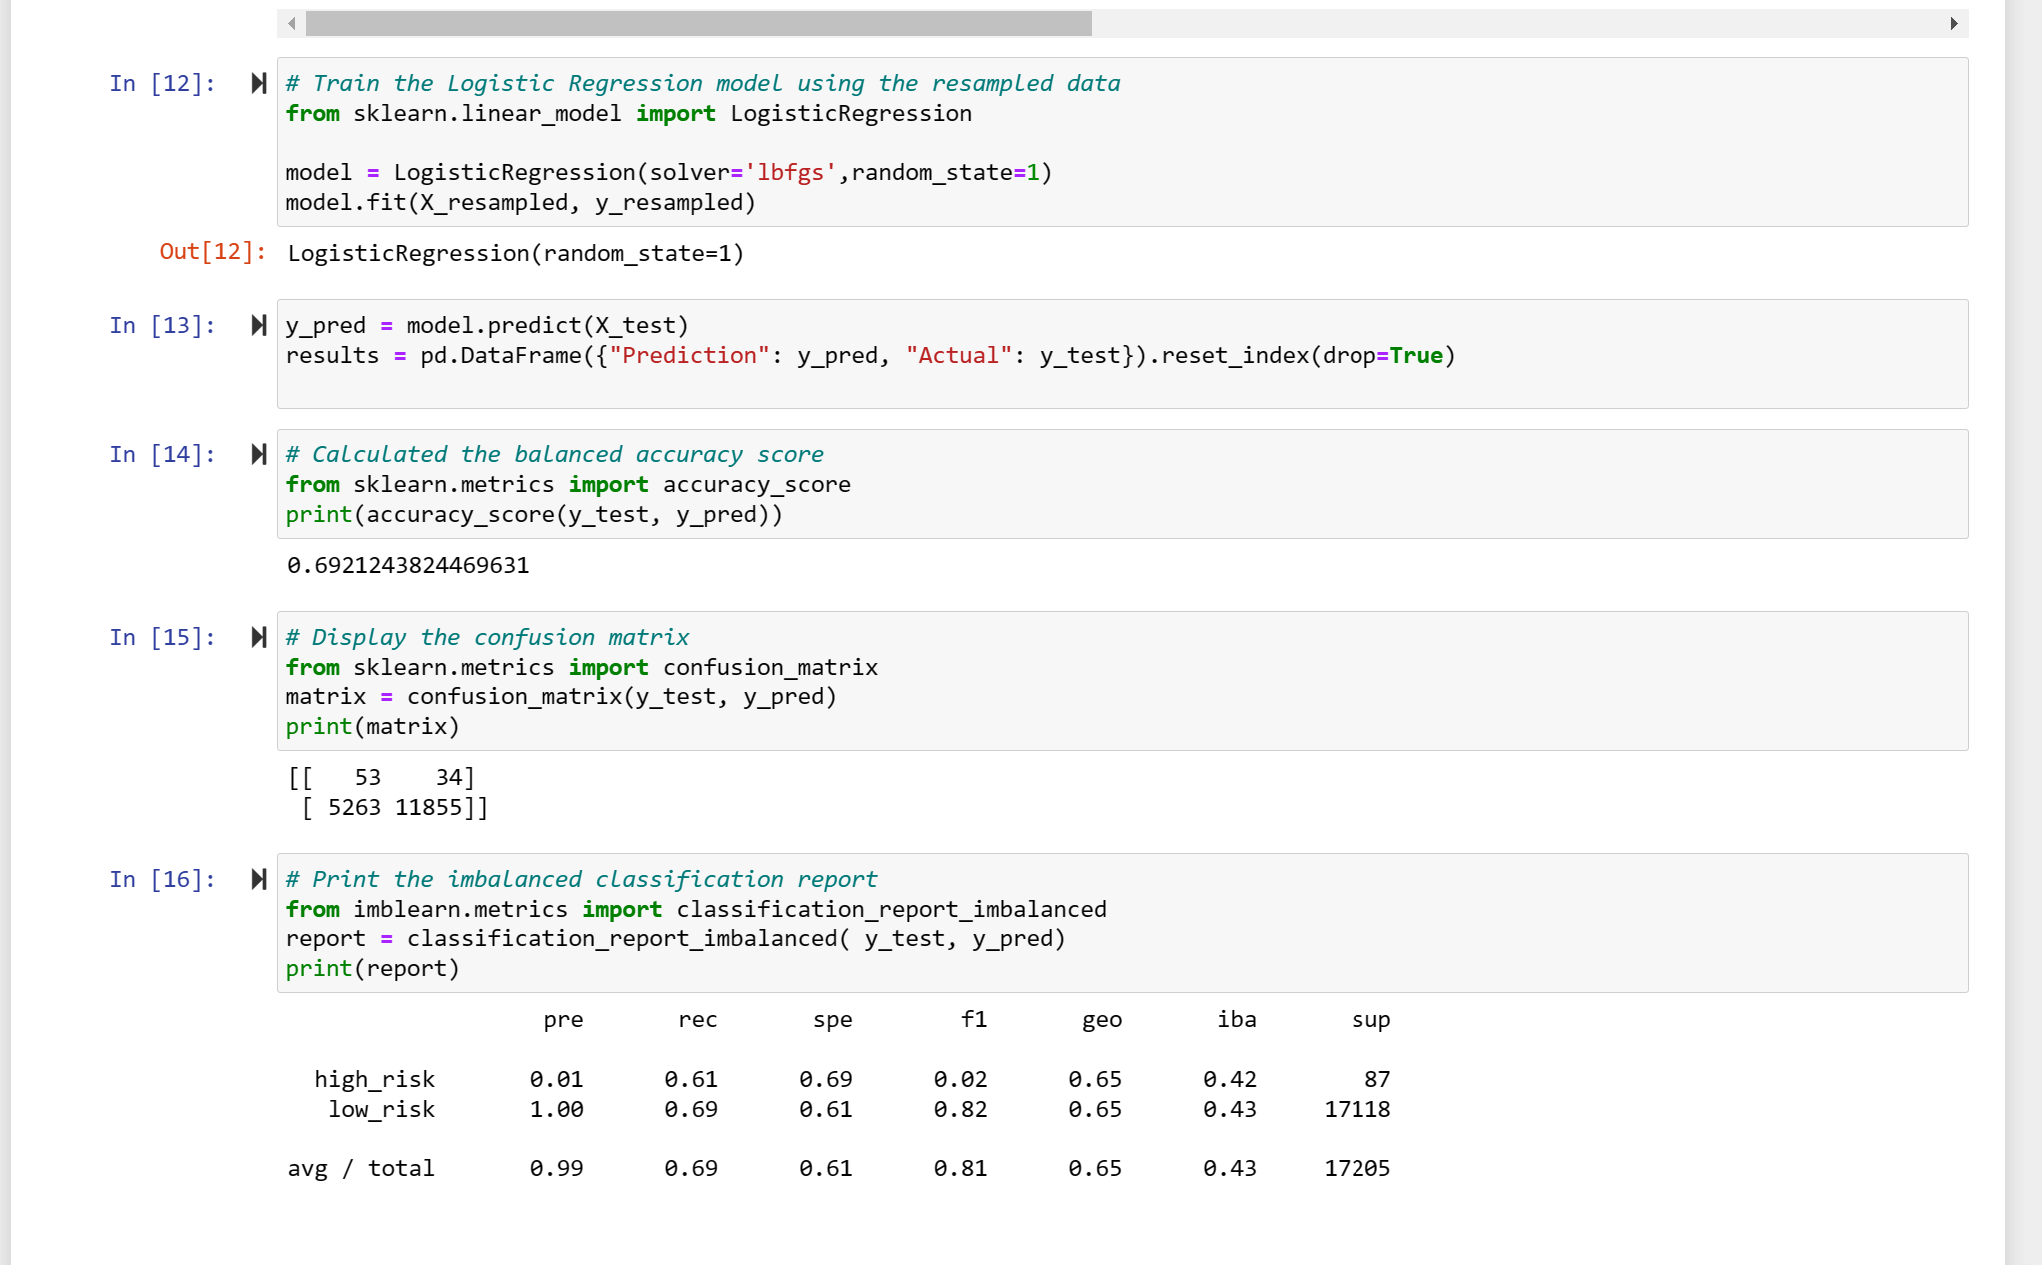 In [12]:
# Train the Logistic Regression model using the resampled data
from sklearn.linear_model import LogisticRegression
model = LogisticRegression(solver='lbfgs',random_state=1)
model.fit(X_resampled, y_resampled)
Out[12]: LogisticRegression(random_state=1)
In [13]:
y_pred = model.predict(X_test)
results = pd.DataFrame({"Prediction": y_pred, "Actual": y_test}).reset_index(drop=True)
In [14]:
# Calculated the balanced accuracy score
from sklearn.metrics import accuracy_score
print(accuracy_score(y_test, y_pred))
0.6921243824469631
In [15]:
# Display the confusion matrix
from sklearn.metrics import confusion_matrix
matrix = confusion_matrix(y_test, y_pred)
print(matrix)
[[   53    34]
 [ 5263 11855]]
In [16]:
# Print the imbalanced classification report
from imblearn.metrics import classification_report_imbalanced
report = classification_report_imbalanced( y_test, y_pred)
print(report)
pre rec spe f1 geo iba sup
high_risk 0.01 0.61 0.69 0.02 0.65 0.42 87
low_risk 1.00 0.69 0.61 0.82 0.65 0.43 17118
avg / total 0.99 0.69 0.61 0.81 0.65 0.43 17205